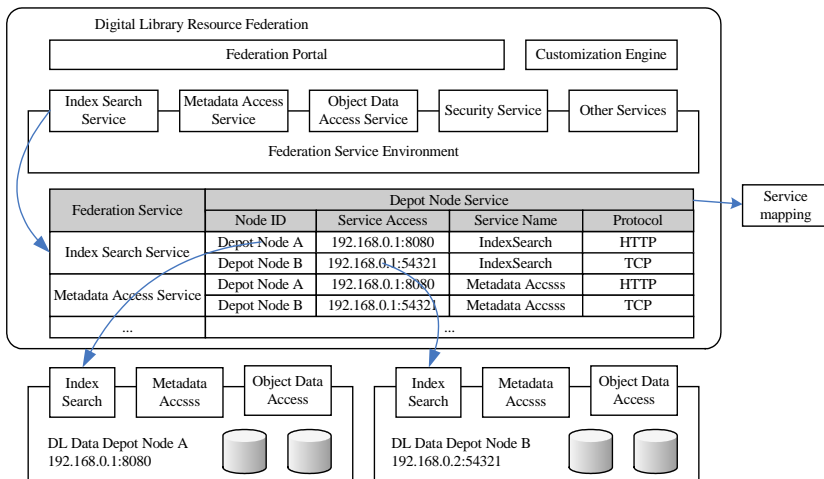 Digital Library Resource Federation
Federation Portal
Customization Engine
Index Search
Service
Metadata Access
Service
Object Data
Access Service
Security Service
Other Services
Federation Service Environment
Federation Service
Depot Node Service
Node ID
Service Access
Service Name
Protocol
Index Search Service
Depot Node A
192.168.0.1:8080
IndexSearch
HTTP
Depot Node B
192.168.0.1:54321
IndexSearch
TCP
Metadata Access Service
Depot Node A
192.168.0.1:8080
Metadata Accsss
HTTP
Depot Node B
192.168.0.1:54321
Metadata Accsss
TCP
...
...
Service
mapping
Index
Search
Metadata
Accsss
Object Data
Access
DL Data Depot Node A
192.168.0.1:8080
Index
Search
Metadata
Accsss
Object Data
Access
DL Data Depot Node B
192.168.0.2:54321